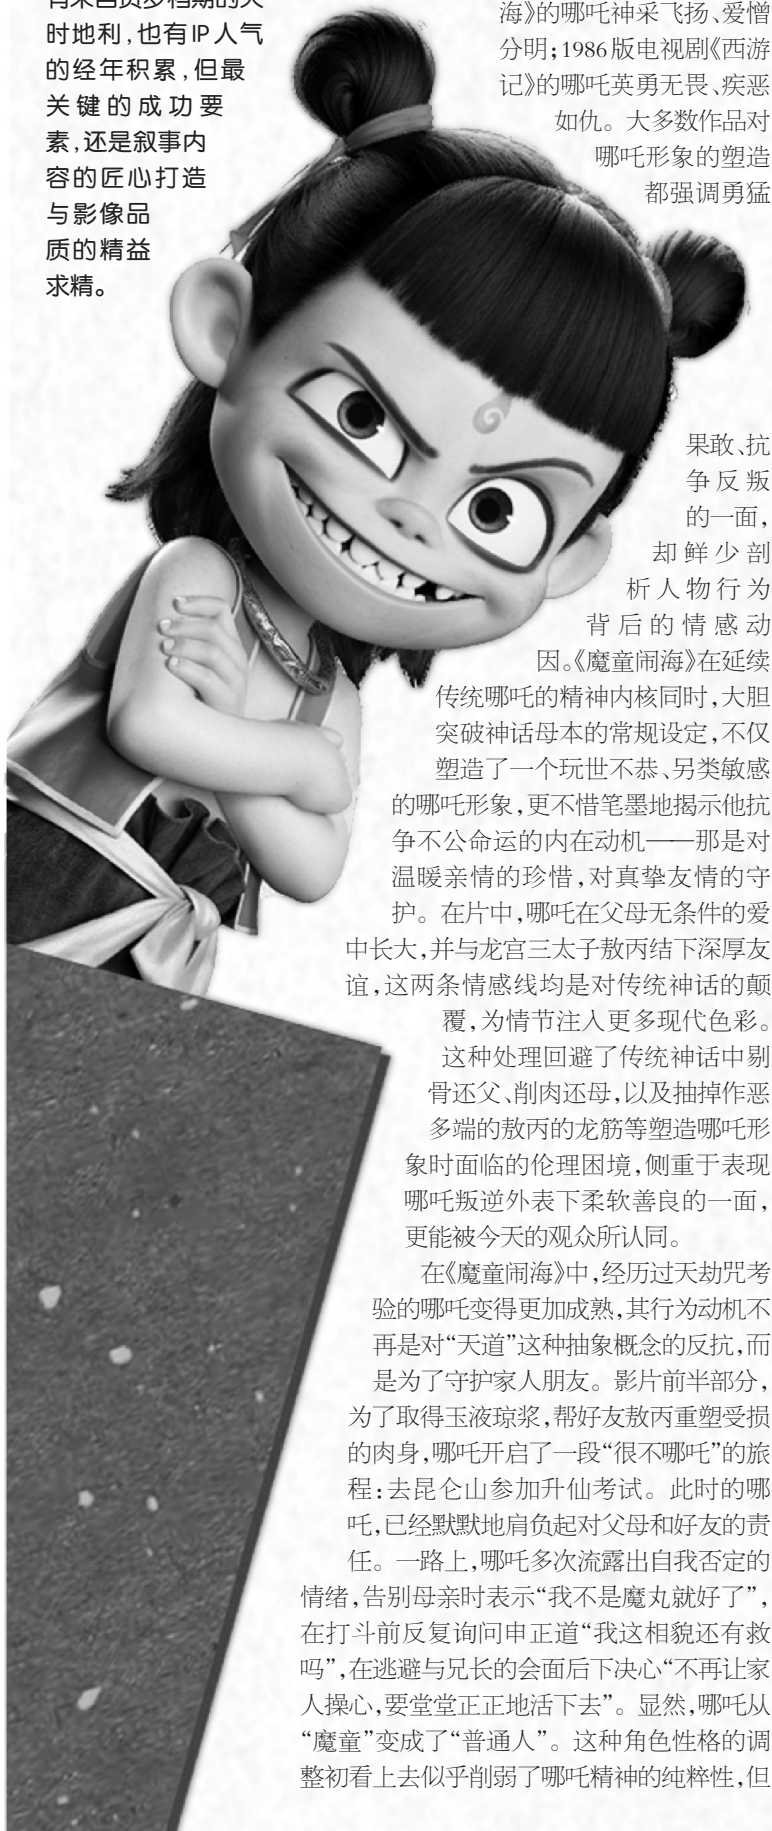 时地利，也有IP人气
的经年积累，但最
关键的成功要
素，还是叙事内
容的匠心打造
与影像品
质的精益
求精。
海》的哪吒神采飞扬、爱憎
分明；1986版电视剧《西游
记》的哪吒英勇无畏、疾恶
如仇。大多数作品对
哪吒形象的塑造
都强调勇猛
果敢、抗
争反叛
的一面，
却鲜少剖
析人物行为
背后的情感动
因。《魔童闹海》在延续
传统哪吒的精神内核同时，大胆
突破神话母本的常规设定，不仅
塑造了一个玩世不恭、另类敏感
的哪吒形象，更不惜笔墨地揭示他抗
争不公命运的内在动机——那是对
温暖亲情的珍惜，对真挚友情的守
护。在片中，哪吒在父母无条件的爱
中长大，并与龙宫三太子敖丙结下深厚友
谊，这两条情感线均是对传统神话的颠
覆，为情节注入更多现代色彩。
这种处理回避了传统神话中剔
骨还父、削肉还母，以及抽掉作恶
多端的敖丙的龙筋等塑造哪吒形
象时面临的伦理困境，侧重于表现
哪吒叛逆外表下柔软善良的一面，
更能被今天的观众所认同。
在《魔童闹海》中，经历过天劫咒考
验的哪吒变得更加成熟，其行为动机不
再是对“天道”这种抽象概念的反抗，而
是为了守护家人朋友。影片前半部分，
为了取得玉液琼浆，帮好友敖丙重塑受损
的肉身，哪吒开启了一段“很不哪吒”的旅
程：去昆仑山参加升仙考试。此时的哪
吒，已经默默地肩负起对父母和好友的责
任。一路上，哪吒多次流露出自我否定的
情绪，告别母亲时表示“我不是魔丸就好了”，
在打斗前反复询问申正道“我这相貌还有救
吗”，在逃避与兄长的会面后下决心“不再让家
人操心，要堂堂正正地活下去”。显然，哪吒从
“魔童”变成了“普通人”。这种角色性格的调
整初看上去似乎削弱了哪吒精神的纯粹性，但